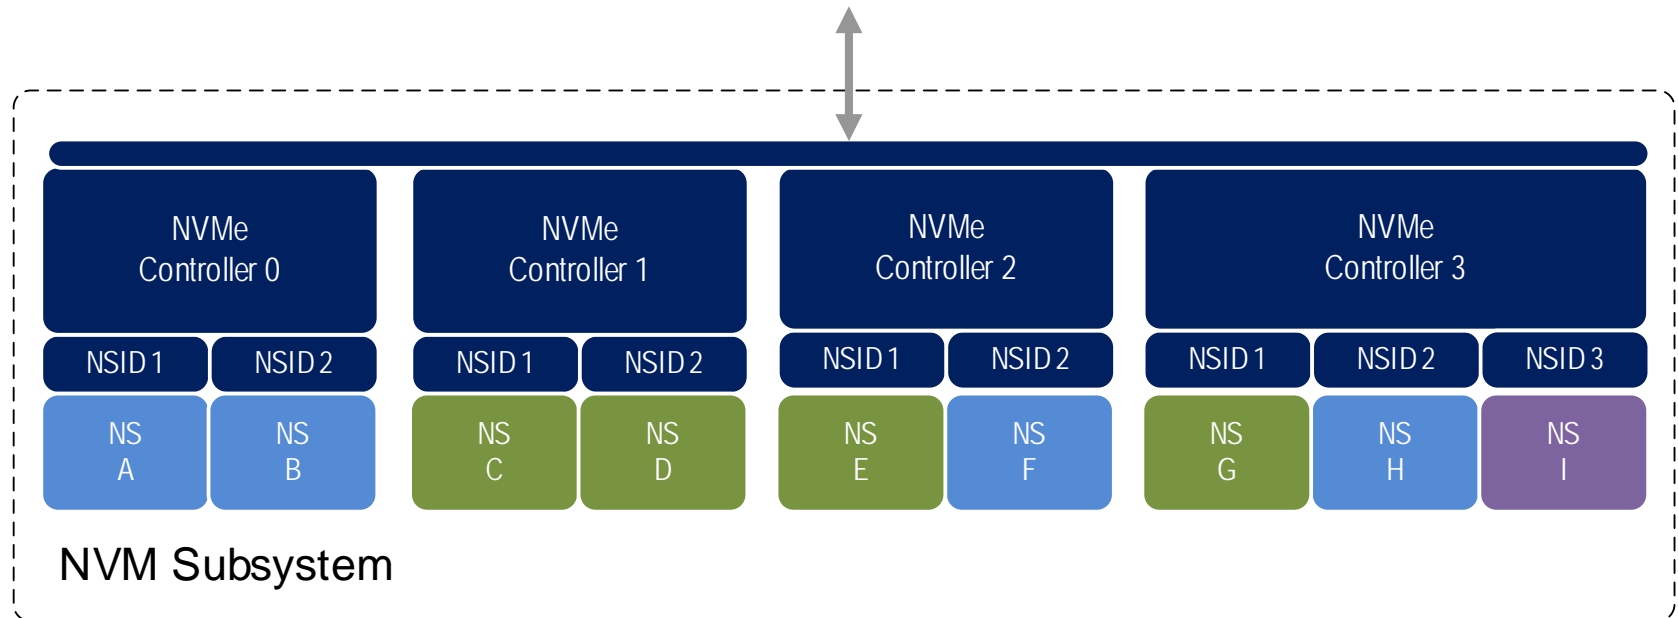 NVMe
Controller 0
NVMe
Controller 1
NVMe
Controller 2
NVMe
Controller 3
NSID 1
NSID 2
NSID 1
NSID 2
NSID 1
NSID 2
NSID 1
NSID 2
NSID 3
NS
A
NS
B
NS
C
NS
D
NS
E
NS
F
NS
G
NS
H
NS
I
NVM Subsystem